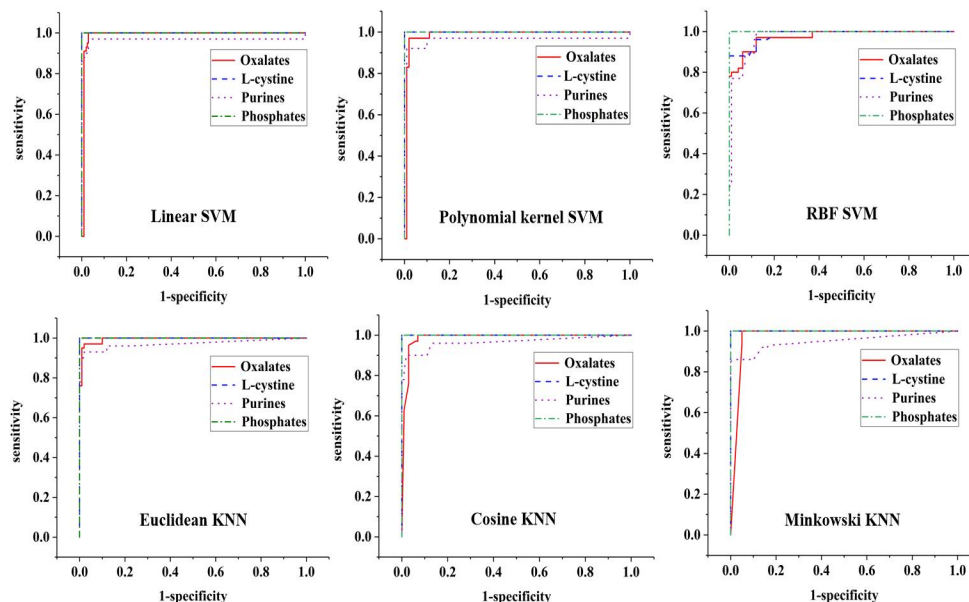 1.0
0.8
0.6
0.4
0.2
0.0
sensitivity
Oxalates
L-cystine
Purines
Phosphates
Linear SVM
0.0 0.2 0.4 0.6 0.8 1.0
1-specificity
1.0
0.8
0.6
0.4
0.2
0.0
sensitivity
Oxalates
L-cystine
Purines
Phosphates
Polynomial kernel SVM
0.0 0.2 0.4 0.6 0.8 1.0
1-specificity
1.0
0.8
0.6
0.4
0.2
0.0
sensitivity
Oxalates
L-cystine
Purines
Phosphates
RBF SVM
0.0 0.2 0.4 0.6 0.8 1.0
1-specificity
1.0
0.8
0.6
0.4
0.2
0.0
sensitivity
Oxalates
L-cystine
Purines
Phosphates
Euclidean KNN
0.0 0.2 0.4 0.6 0.8 1.0
1-specificity
1.0
0.8
0.6
0.4
0.2
0.0
sensitivity
Oxalates
L-cystine
Purines
Phosphates
Cosine KNN
0.0 0.2 0.4 0.6 0.8 1.0
1-specificity
1.0
0.8
0.6
0.4
0.2
0.0
sensitivity
Oxalates
L-cystine
Purines
Phosphates
Minkowski KNN
0.0 0.2 0.4 0.6 0.8 1.0
1-specificity